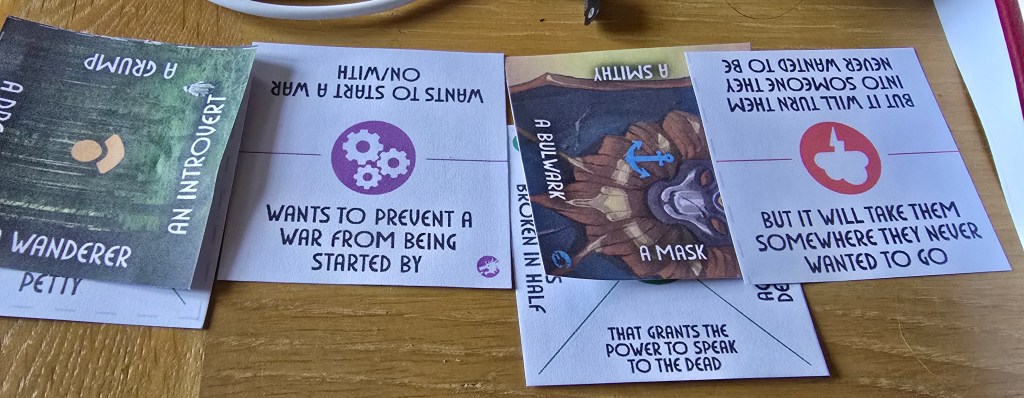 A GRUMP
AN INTROVERT
WANDERER
PETTY
WANTS TO START A WAR
ON/WITH
WANTS TO PREVENT A
WAR FROM BEING
STARTED BY
A SMITHY
A BULWARK
A MASK
BROKEN IN HALF
THAT GRANTS THE
POWER TO SPEAK
TO THE DEAD
BUT IT WILL TURN THEM
INTO SOMEONE THEY
NEVER WANTED TO BE
BUT IT WILL TAKE THEM
SOMEWHERE THEY NEVER
WANTED TO GO